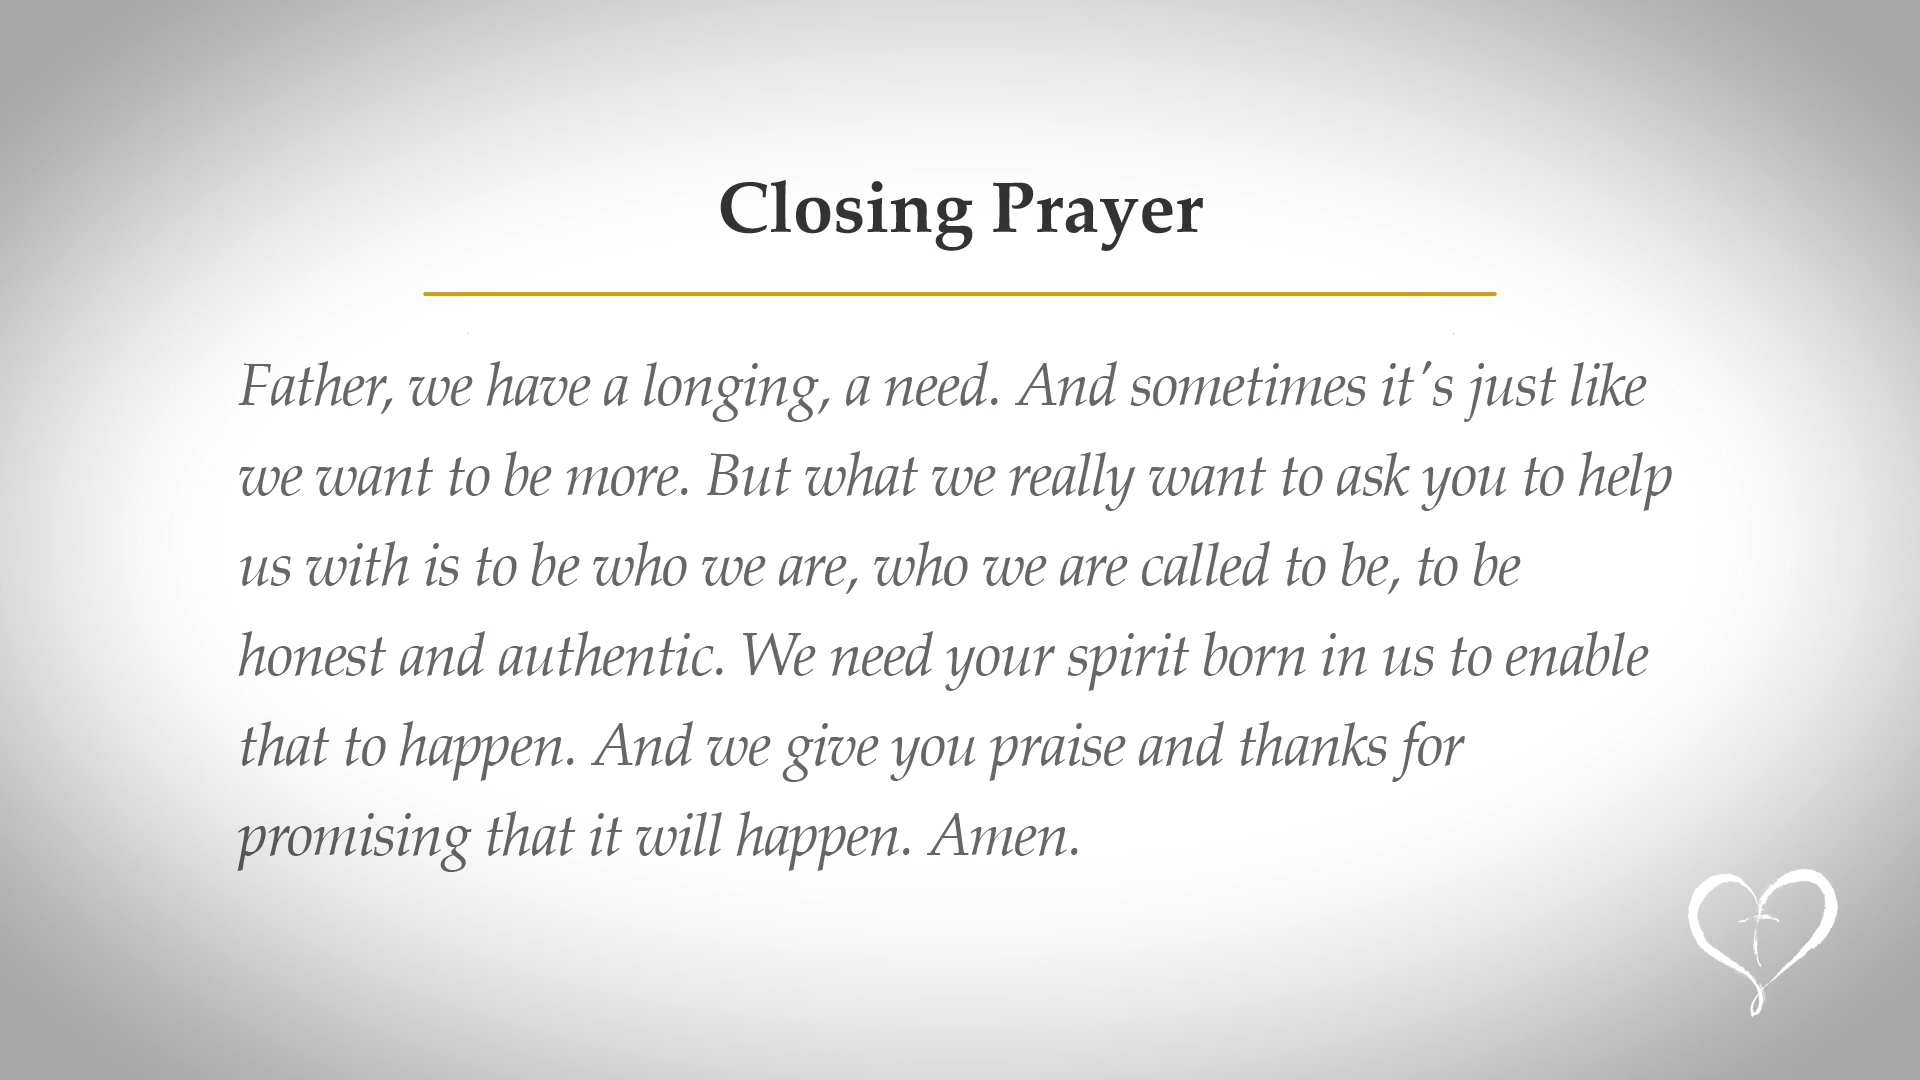 Closing Prayer
Father, we have a longing, a need. And sometimes it's just like
we want to be more. But what we really want to ask you to help
us with is to be who we are, who we are called to be, to be
honest and authentic. We need your spirit born in us to enable
that to happen. And we give you praise and thanks for
promising that it will happen. Amen.